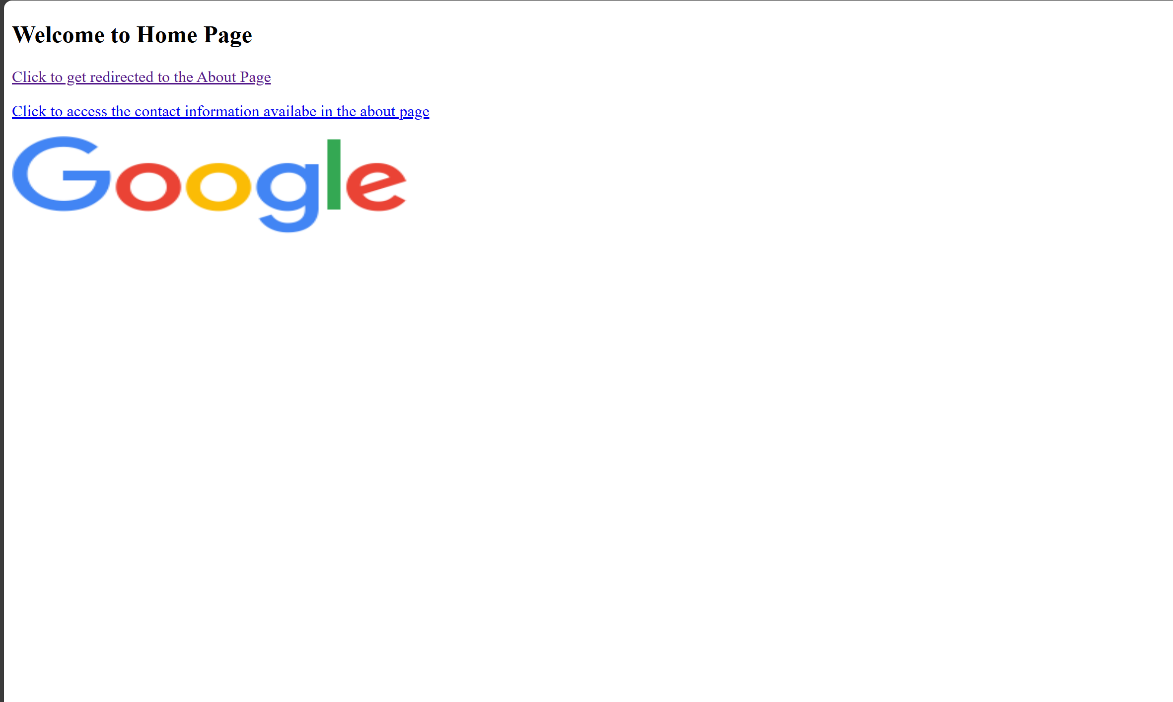 Welcome to Home Page
Click to get redirected to the About Page
Click to access the contact information availabe in the about page
Google